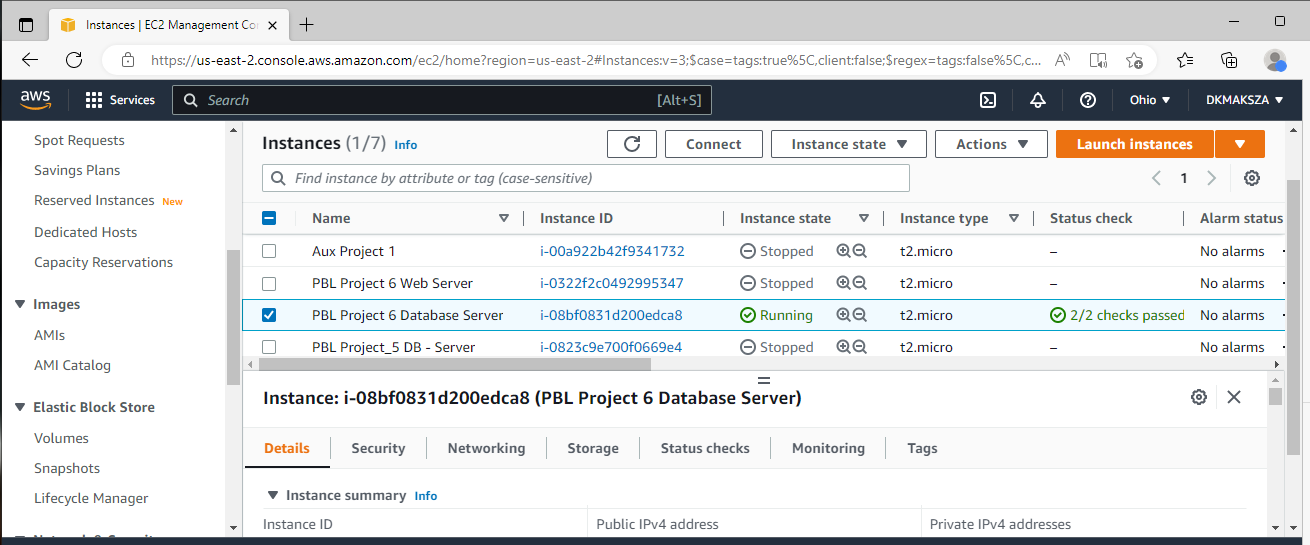 Instances | EC2 Management Co
https://us-east-2.console.aws.amazon.com/ec2/home?region=us-east-2#Instances:v=3;$case=tags:true%5C,client:false;$regex=tags:false%5C,c...
aws Services Search [Alt+S] Ohio DKMAKSZA
Spot Requests
Savings Plans
Reserved Instances New
Dedicated Hosts
Capacity Reservations
Images
AMIs
AMI Catalog
Elastic Block Store
Volumes
Snapshots
Lifecycle Manager
Instances (1/7) Info Connect Instance state Actions Launch instances
Find instance by attribute or tag (case-sensitive) 1
Name Instance ID Instance state Instance type Status check Alarm status
Aux Project 1 i-00a922b42f9341732 Stopped t2.micro – No alarms
PBL Project 6 Web Server i-0322f2c0492995347 Stopped t2.micro – No alarms
PBL Project 6 Database Server i-08bf0831d200edca8 Running t2.micro 2/2 checks passed No alarms
PBL Project_5 DB - Server i-0823c9e700f0669e4 Stopped t2.micro – No alarms
Instance: i-08bf0831d200edca8 (PBL Project 6 Database Server)
Details Security Networking Storage Status checks Monitoring Tags
Instance summary Info
Instance ID Public IPv4 address Private IPv4 addresses